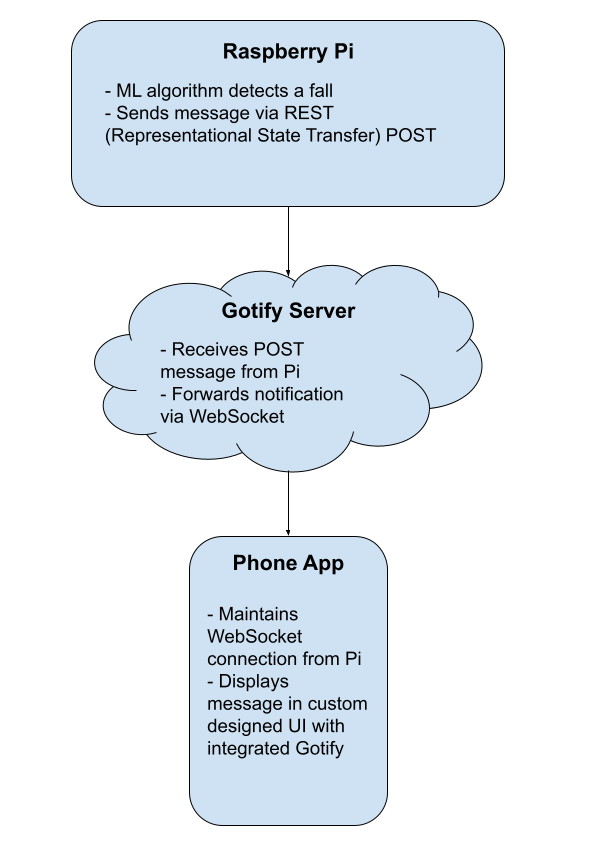 Raspberry Pi
- ML algorithm detects a fall
- Sends message via REST
(Representational State Transfer) POST
Gotify Server
- Receives POST
message from Pi
- Forwards notification
via WebSocket
Phone App
- Maintains
WebSocket
connection from Pi
- Displays
message in custom
designed UI with
integrated Gotify